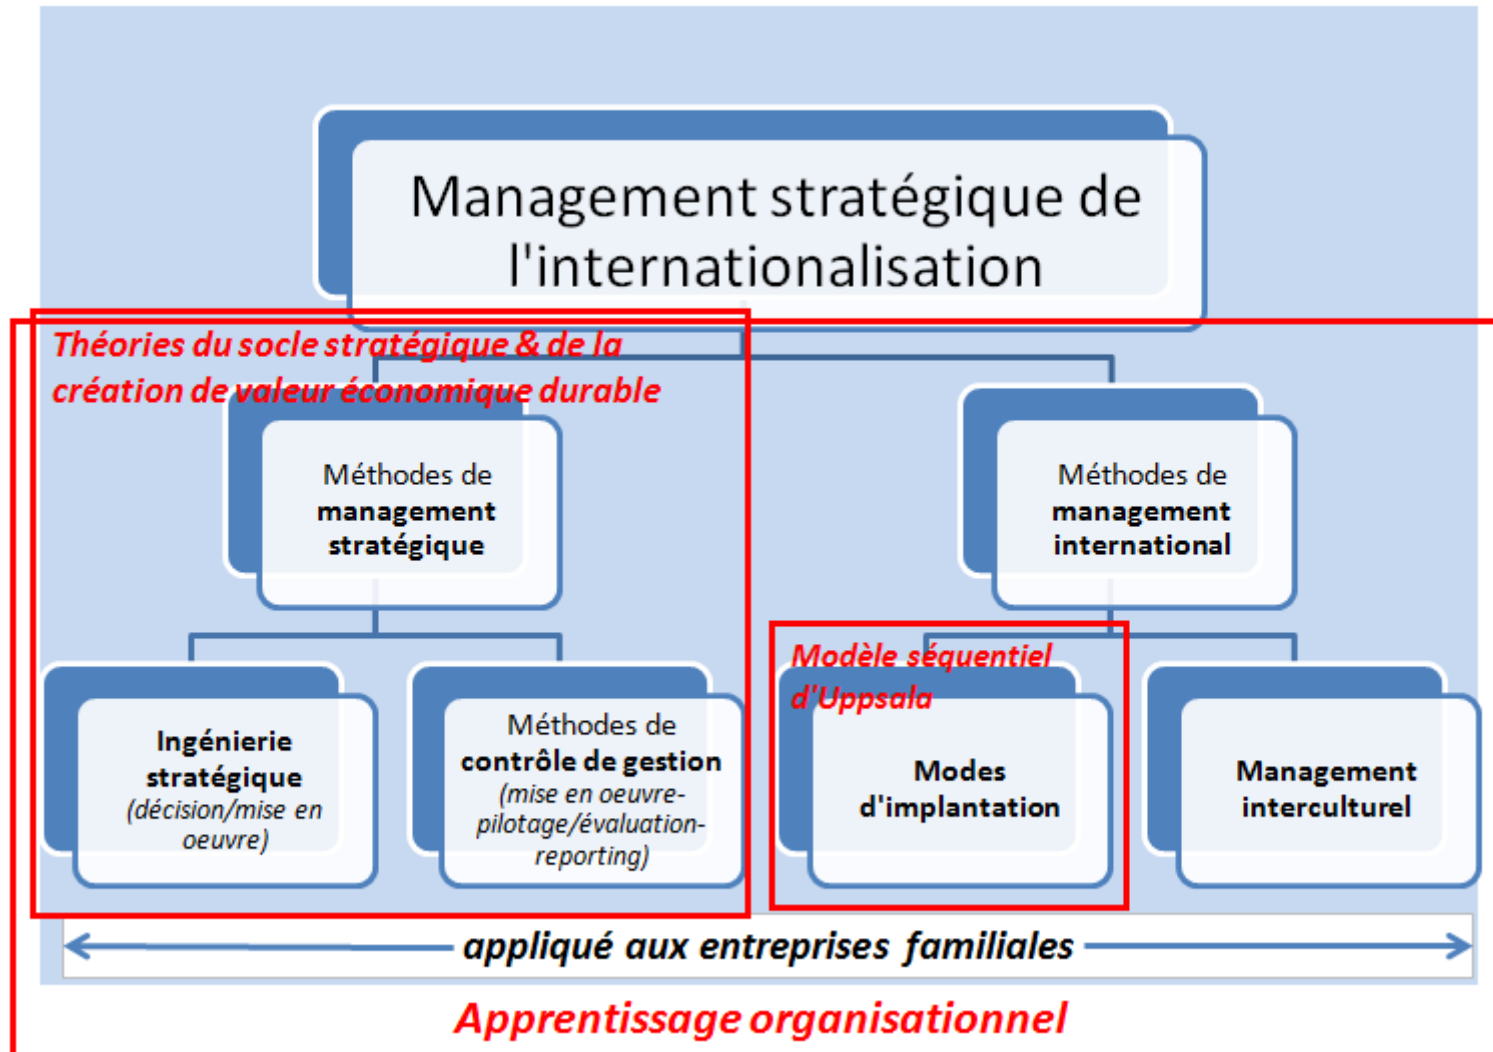 Management stratégique de
l'internationalisation
Théories du socle stratégique & de la
création de valeur économique durable
Méthodes de
management
stratégique
Méthodes de
management
international
Modèle séquentiel
d'Uppsala
Ingénierie
stratégique
(décision/mise en
oeuvre)
Méthodes de
contrôle de gestion
(mise en oeuvre-
pilotage/évaluation-
reporting)
Modes
d'implantation
Management
interculturel
appliqué aux entreprises familiales
Apprentissage organisationnel